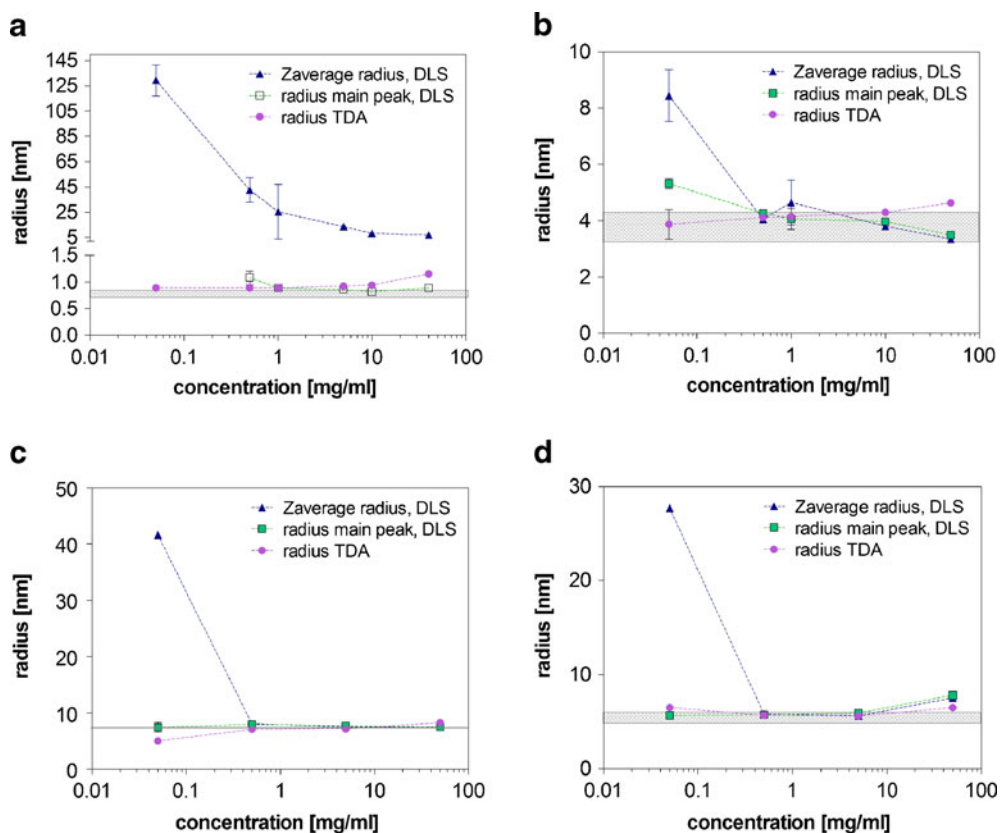 a
145
125
105
85
65
45
25
5
1.5
1.0
0.5
0.0
radius [nm]
Zaverage radius, DLS
radius main peak, DLS
radius TDA
0.01 0.1 1 10 100
concentration [mg/ml]
b
10
8
6
4
2
0
radius [nm]
Zaverage radius, DLS
radius main peak, DLS
radius TDA
0.01 0.1 1 10 100
concentration [mg/ml]
c
50
40
30
20
10
0
radius [nm]
Zaverage radius, DLS
radius main peak, DLS
radius TDA
0.01 0.1 1 10 100
concentration [mg/ml]
d
30
20
10
0
radius [nm]
Zaverage radius, DLS
radius main peak, DLS
radius TDA
0.01 0.1 1 10 100
concentration [mg/ml]